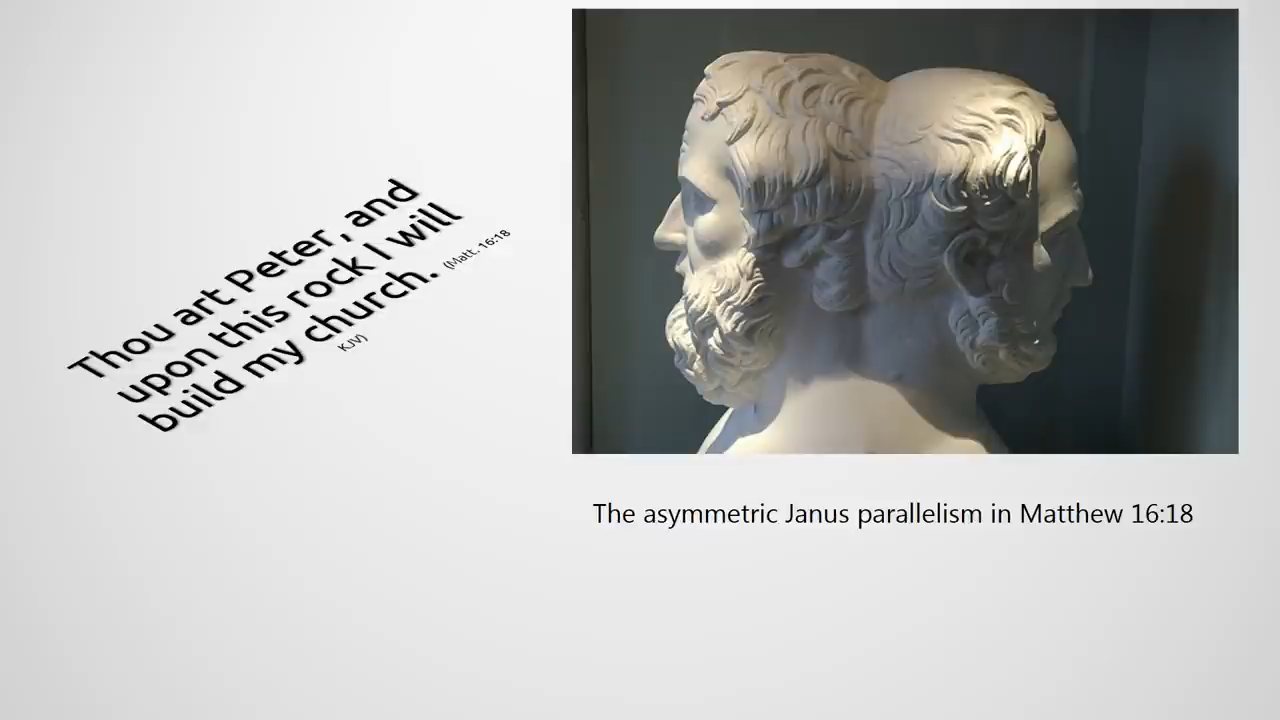 Thou art Peter, and
upon this rock I will
build my church. (Matt. 16:18
KJV)
The asymmetric Janus parallelism in Matthew 16:18